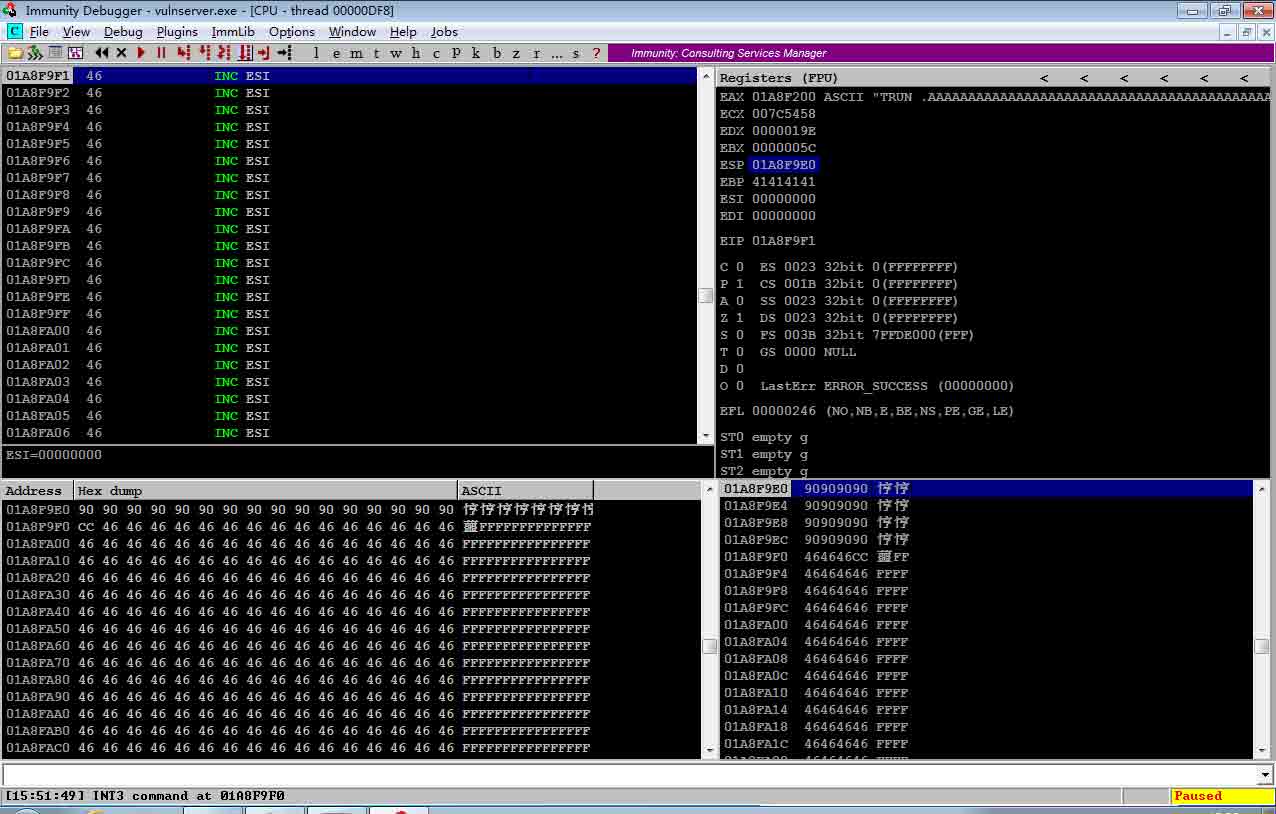 Immunity Debugger - vulnserver.exe - [CPU - thread 00000DF8]
C File View Debug Plugins ImmLib Options Window Help Jobs
l e m t w h c P k b z r ... s ? Immunity: Consulting Services Manager
01A8F9F1 46 INC ESI
01A8F9F2 46 INC ESI
01A8F9F3 46 INC ESI
01A8F9F4 46 INC ESI
01A8F9F5 46 INC ESI
01A8F9F6 46 INC ESI
01A8F9F7 46 INC ESI
01A8F9F8 46 INC ESI
01A8F9F9 46 INC ESI
01A8F9FA 46 INC ESI
01A8F9FB 46 INC ESI
01A8F9FC 46 INC ESI
01A8F9FD 46 INC ESI
01A8F9FE 46 INC ESI
01A8F9FF 46 INC ESI
01A8FA00 46 INC ESI
01A8FA01 46 INC ESI
01A8FA02 46 INC ESI
01A8FA03 46 INC ESI
01A8FA04 46 INC ESI
01A8FA05 46 INC ESI
01A8FA06 46 INC ESI
ESI=00000000
Registers (FPU) < < < < < <
EAX 01A8F200 ASCII "TRUN .AAAAAAAAAAAAAAAAAAAAAAAAAAAAAAAAAAAAAAAAAAA
ECX 007C5458
EDX 0000019E
EBX 0000005C
ESP 01A8F9E0
EBP 41414141
ESI 00000000
EDI 00000000
EIP 01A8F9F1
C 0 ES 0023 32bit 0(FFFFFFFF)
P 1 CS 001B 32bit 0(FFFFFFFF)
A 0 SS 0023 32bit 0(FFFFFFFF)
Z 1 DS 0023 32bit 0(FFFFFFFF)
S 0 FS 003B 32bit 7FFDE000(FFF)
T 0 GS 0000 NULL
D 0
O 0 LastErr ERROR_SUCCESS (00000000)
EFL 00000246 (NO,NB,E,BE,NS,PE,GE,LE)
ST0 empty g
ST1 empty g
ST2 empty g
Address Hex dump ASCII
01A8F9E0 90 90 90 90 90 90 90 90 90 90 90 90 90 90 90 90 悙悙悙悙悙悙悙悙
01A8F9F0 CC 46 46 46 46 46 46 46 46 46 46 46 46 46 46 46 FFFFFFFFFFFFFF
01A8FA00 46 46 46 46 46 46 46 46 46 46 46 46 46 46 46 46 FFFFFFFFFFFFFFFF
01A8FA10 46 46 46 46 46 46 46 46 46 46 46 46 46 46 46 46 FFFFFFFFFFFFFFFF
01A8FA20 46 46 46 46 46 46 46 46 46 46 46 46 46 46 46 46 FFFFFFFFFFFFFFFF
01A8FA30 46 46 46 46 46 46 46 46 46 46 46 46 46 46 46 46 FFFFFFFFFFFFFFFF
01A8FA40 46 46 46 46 46 46 46 46 46 46 46 46 46 46 46 46 FFFFFFFFFFFFFFFF
01A8FA50 46 46 46 46 46 46 46 46 46 46 46 46 46 46 46 46 FFFFFFFFFFFFFFFF
01A8FA60 46 46 46 46 46 46 46 46 46 46 46 46 46 46 46 46 FFFFFFFFFFFFFFFF
01A8FA70 46 46 46 46 46 46 46 46 46 46 46 46 46 46 46 46 FFFFFFFFFFFFFFFF
01A8FA80 46 46 46 46 46 46 46 46 46 46 46 46 46 46 46 46 FFFFFFFFFFFFFFFF
01A8FA90 46 46 46 46 46 46 46 46 46 46 46 46 46 46 46 46 FFFFFFFFFFFFFFFF
01A8FAA0 46 46 46 46 46 46 46 46 46 46 46 46 46 46 46 46 FFFFFFFFFFFFFFFF
01A8FAB0 46 46 46 46 46 46 46 46 46 46 46 46 46 46 46 46 FFFFFFFFFFFFFFFF
01A8FAC0 46 46 46 46 46 46 46 46 46 46 46 46 46 46 46 46 FFFFFFFFFFFFFFFF
01A8F9E0 90909090 悙悙
01A8F9E4 90909090 悙悙
01A8F9E8 90909090 悙悙
01A8F9EC 90909090 悙悙
01A8F9F0 464646CC FF
01A8F9F4 46464646 FFFF
01A8F9F8 46464646 FFFF
01A8F9FC 46464646 FFFF
01A8FA00 46464646 FFFF
01A8FA04 46464646 FFFF
01A8FA08 46464646 FFFF
01A8FA0C 46464646 FFFF
01A8FA10 46464646 FFFF
01A8FA14 46464646 FFFF
01A8FA18 46464646 FFFF
01A8FA1C 46464646 FFFF
[15:51:49] INT3 command at 01A8F9F0
Paused